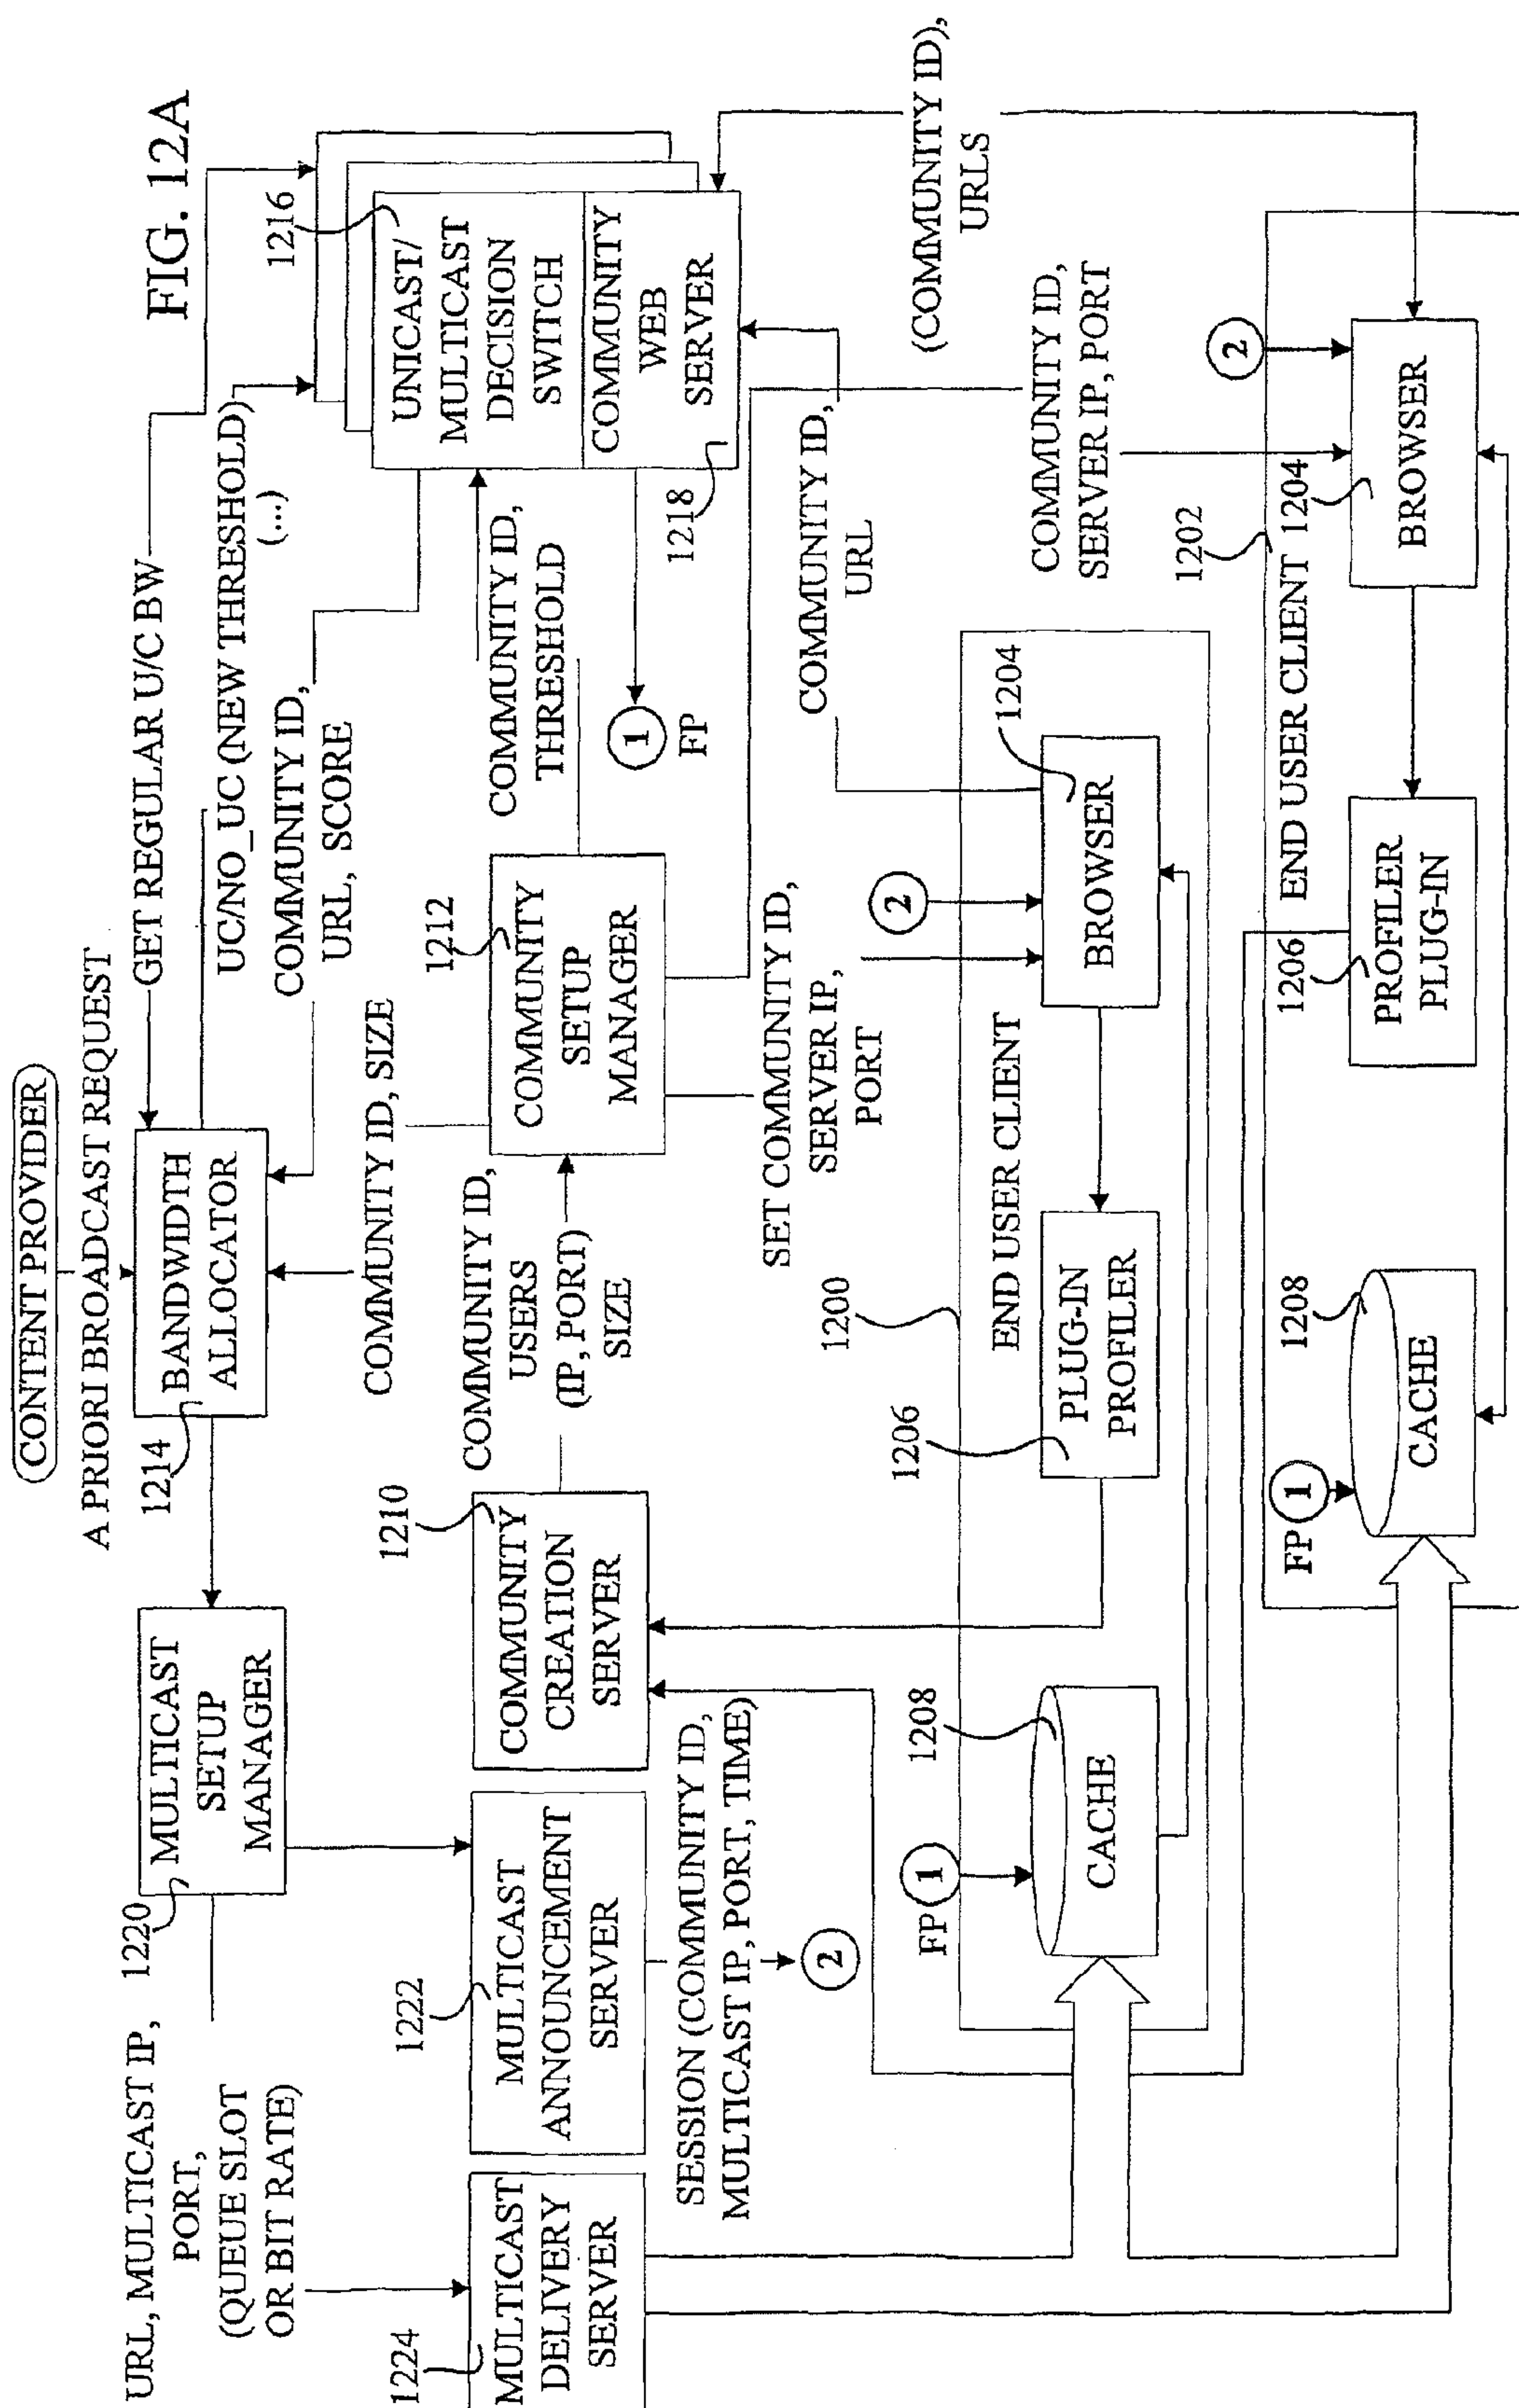 FIG. 12A
CONTENT PROVIDER
A PRIORI BROADCAST REQUEST
GET REGULAR U/C BW
UC/NO_UC (NEW THRESHOLD)
(...)
COMMUNITY ID,
URL, SCORE
URL, MULTICAST IP,
PORT,
(QUEUE SLOT
OR BIT RATE)
1220
MULTICAST
SETUP
MANAGER
1214
BANDWIDTH
ALLOCATOR
COMMUNITY ID, SIZE
1216
UNICAST/
MULTICAST
DECISION
SWITCH
COMMUNITY
WEB
SERVER
1218
1224
MULTICAST
DELIVERY
SERVER
1222
MULTICAST
ANNOUNCEMENT
SERVER
1210
COMMUNITY
CREATION
SERVER
COMMUNITY ID,
USERS
(IP, PORT)
SIZE
1212
COMMUNITY
SETUP
MANAGER
COMMUNITY ID,
THRESHOLD
1
FP
SESSION (COMMUNITY ID,
MULTICAST IP, PORT, TIME)
2
SET COMMUNITY ID,
SERVER IP,
PORT
COMMUNITY ID,
URL
(COMMUNITY ID),
URLS
COMMUNITY ID,
SERVER IP, PORT
1200
END USER CLIENT
FP 1
1208
CACHE
1206
PLUG-IN
PROFILER
2
1204
BROWSER
1202
END USER CLIENT
FP 1
1208
CACHE
1206
PROFILER
PLUG-IN
1204
2
BROWSER